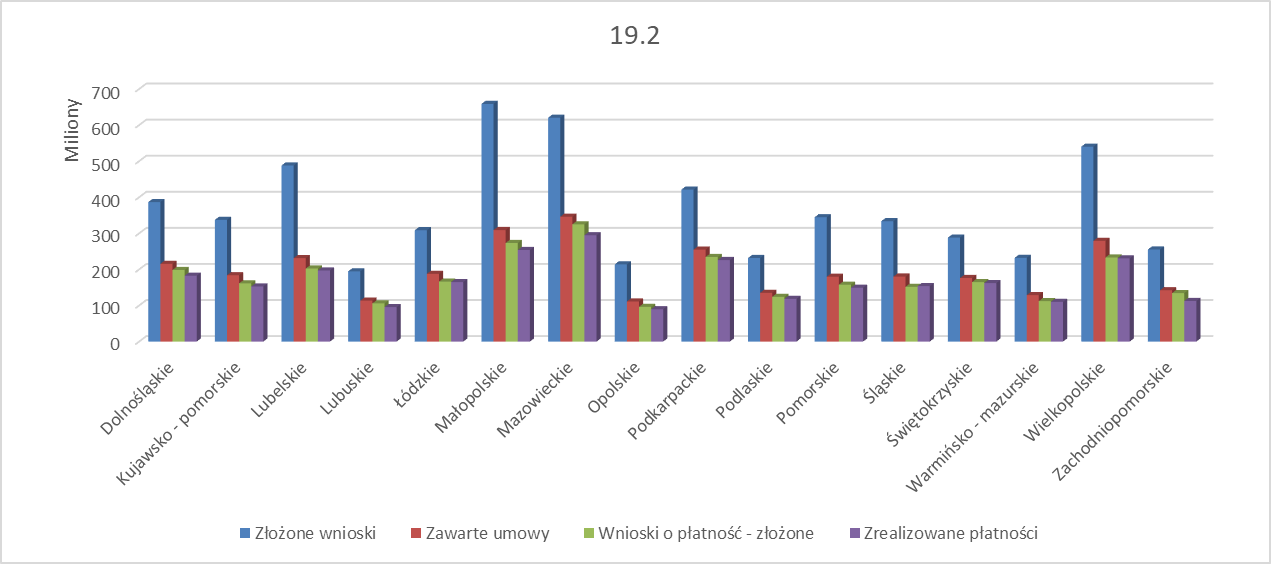 19.2
Miliony
700
600
500
400
300
200
100
0
Dolnośląskie
Kujawsko - pomorskie
Lubelskie
Lubuskie
Łódzkie
Małopolskie
Mazowieckie
Opolskie
Podkarpackie
Podlaskie
Pomorskie
Śląskie
Świętokrzyskie
Warmińsko - mazurskie
Wielkopolskie
Zachodniopomorskie
Złożone wnioski
Zawarte umowy
Wnioski o płatność - złożone
Zrealizowane płatności